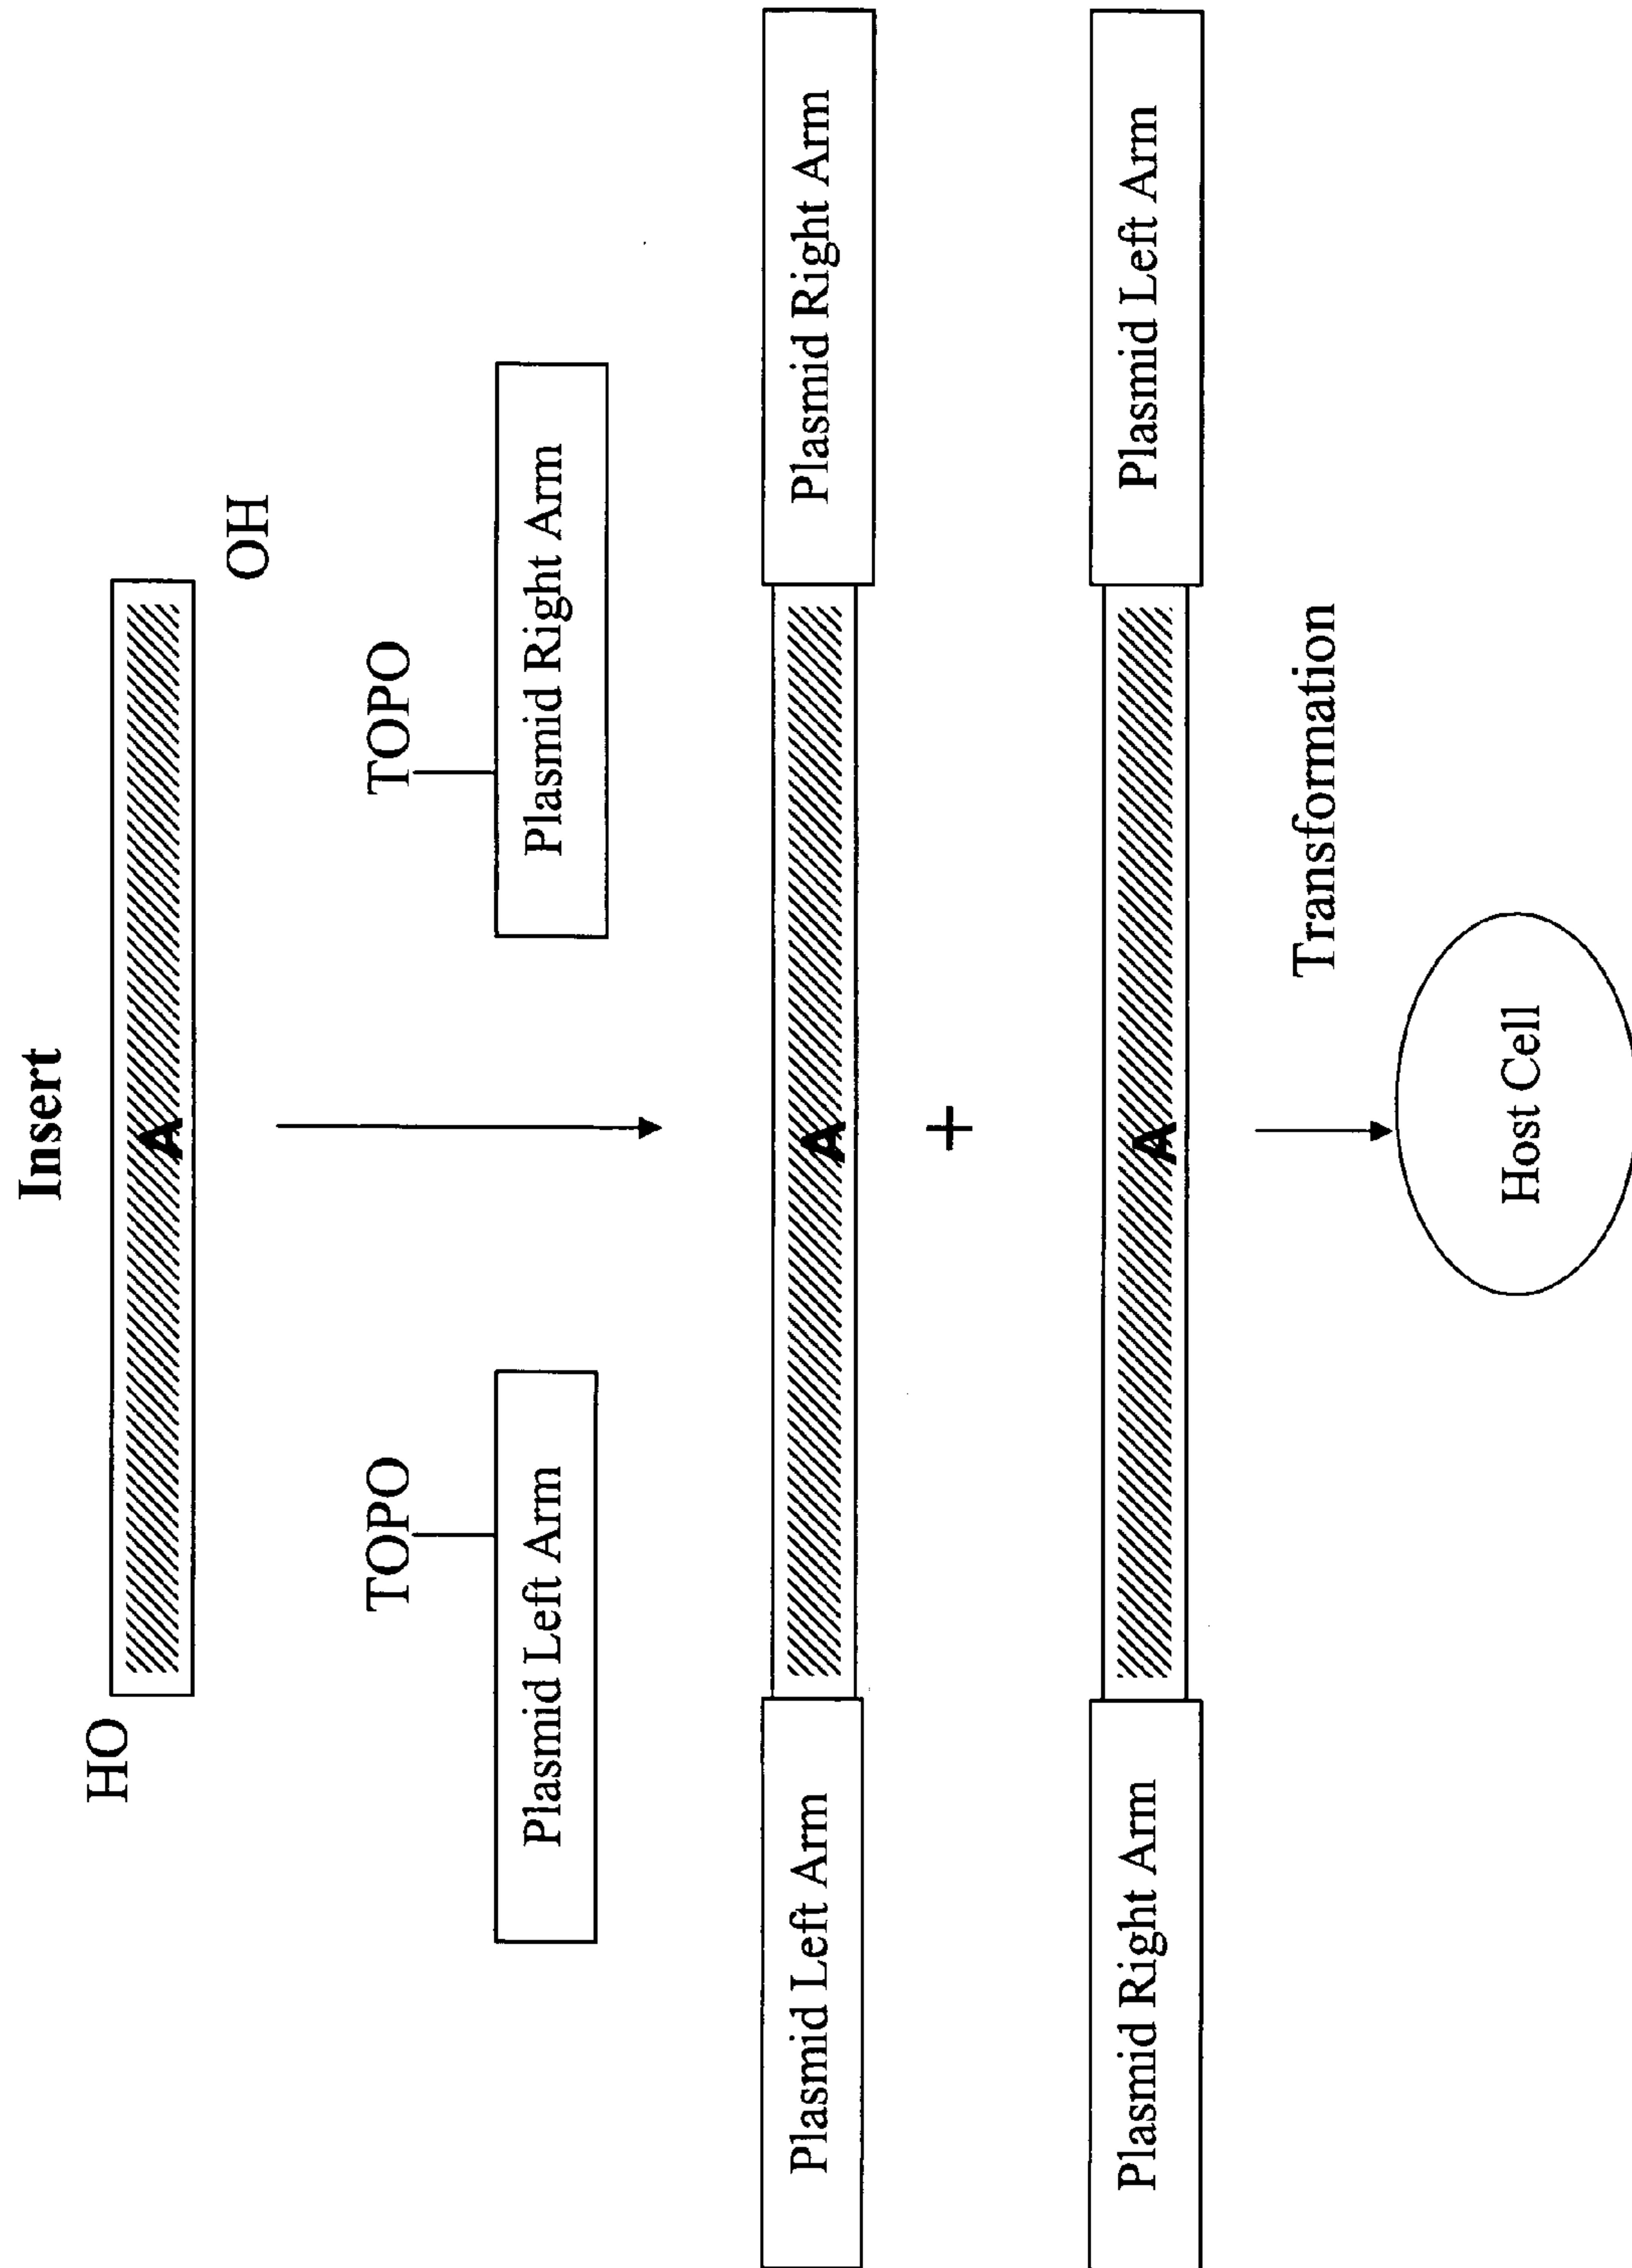 Insert
HO
A
OH
TOPO
TOPO
Plasmid Left Arm
Plasmid Right Arm
Plasmid Left Arm
A
Plasmid Right Arm
+
Plasmid Right Arm
A
Plasmid Left Arm
Transformation
Host Cell